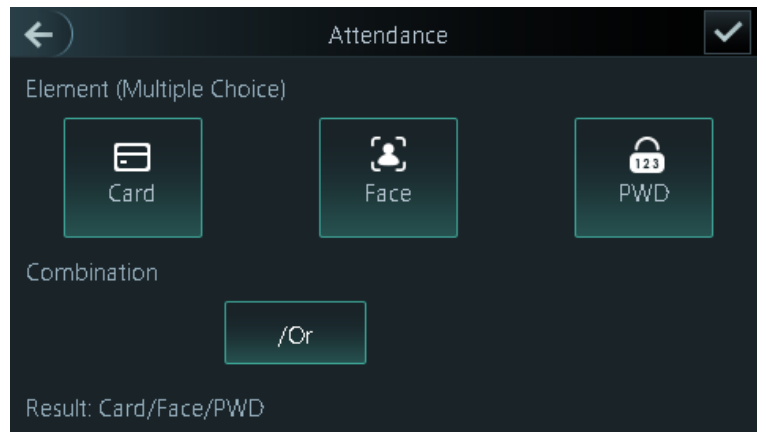 Attendance
Element (Multiple Choice)
Card Face PWD
123
Combination
/Or
Result: Card/Face/PWD